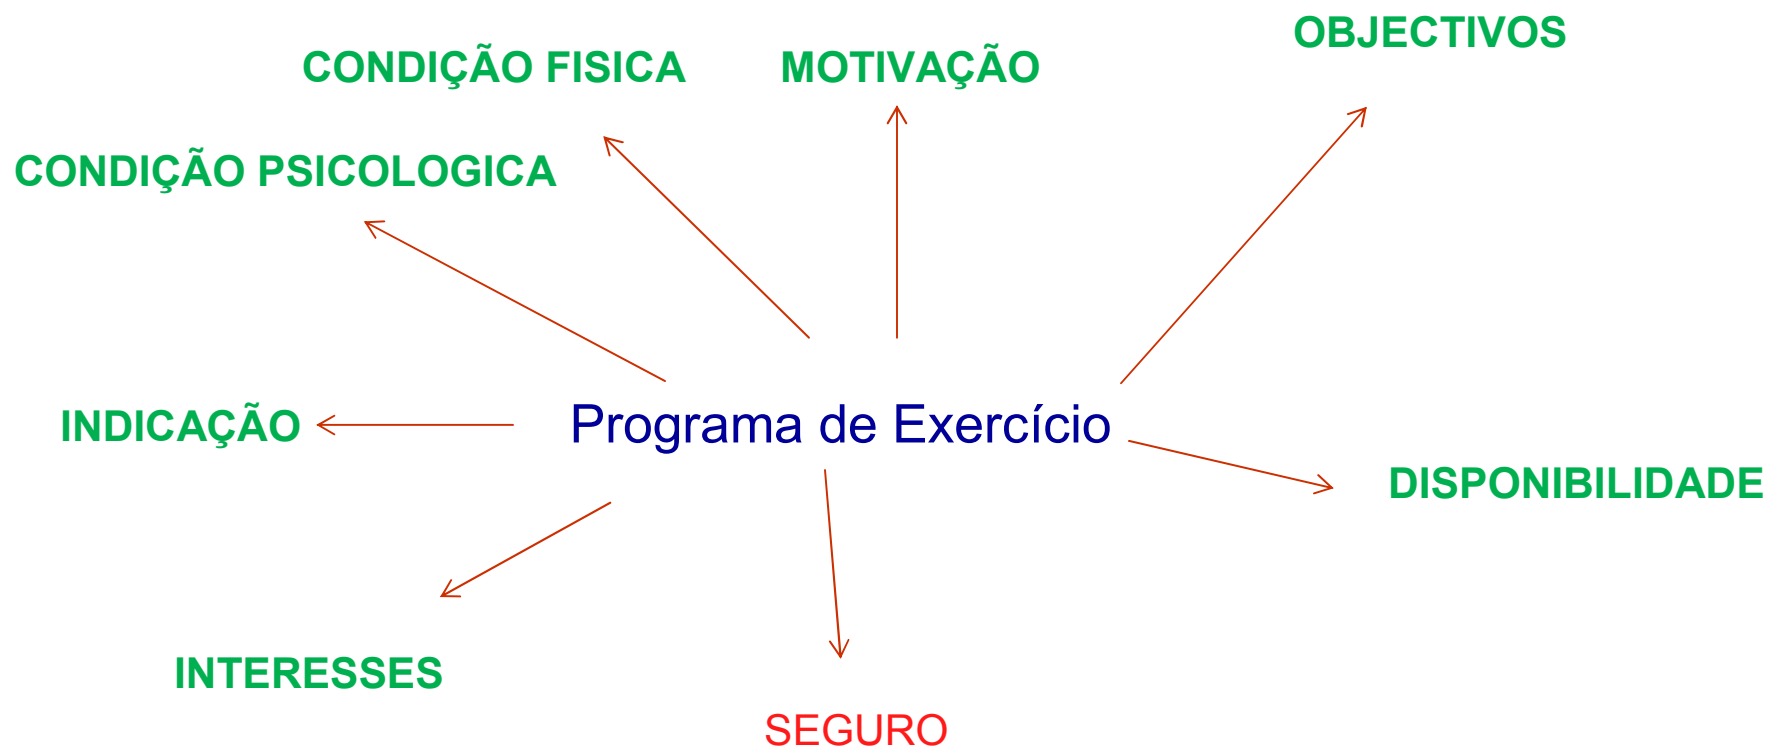 OBJECTIVOS
CONDIÇÃO FISICA
MOTIVAÇÃO
CONDIÇÃO PSICOLOGICA
INDICAÇÃO
Programa de Exercício
DISPONIBILIDADE
INTERESSES
SEGURO